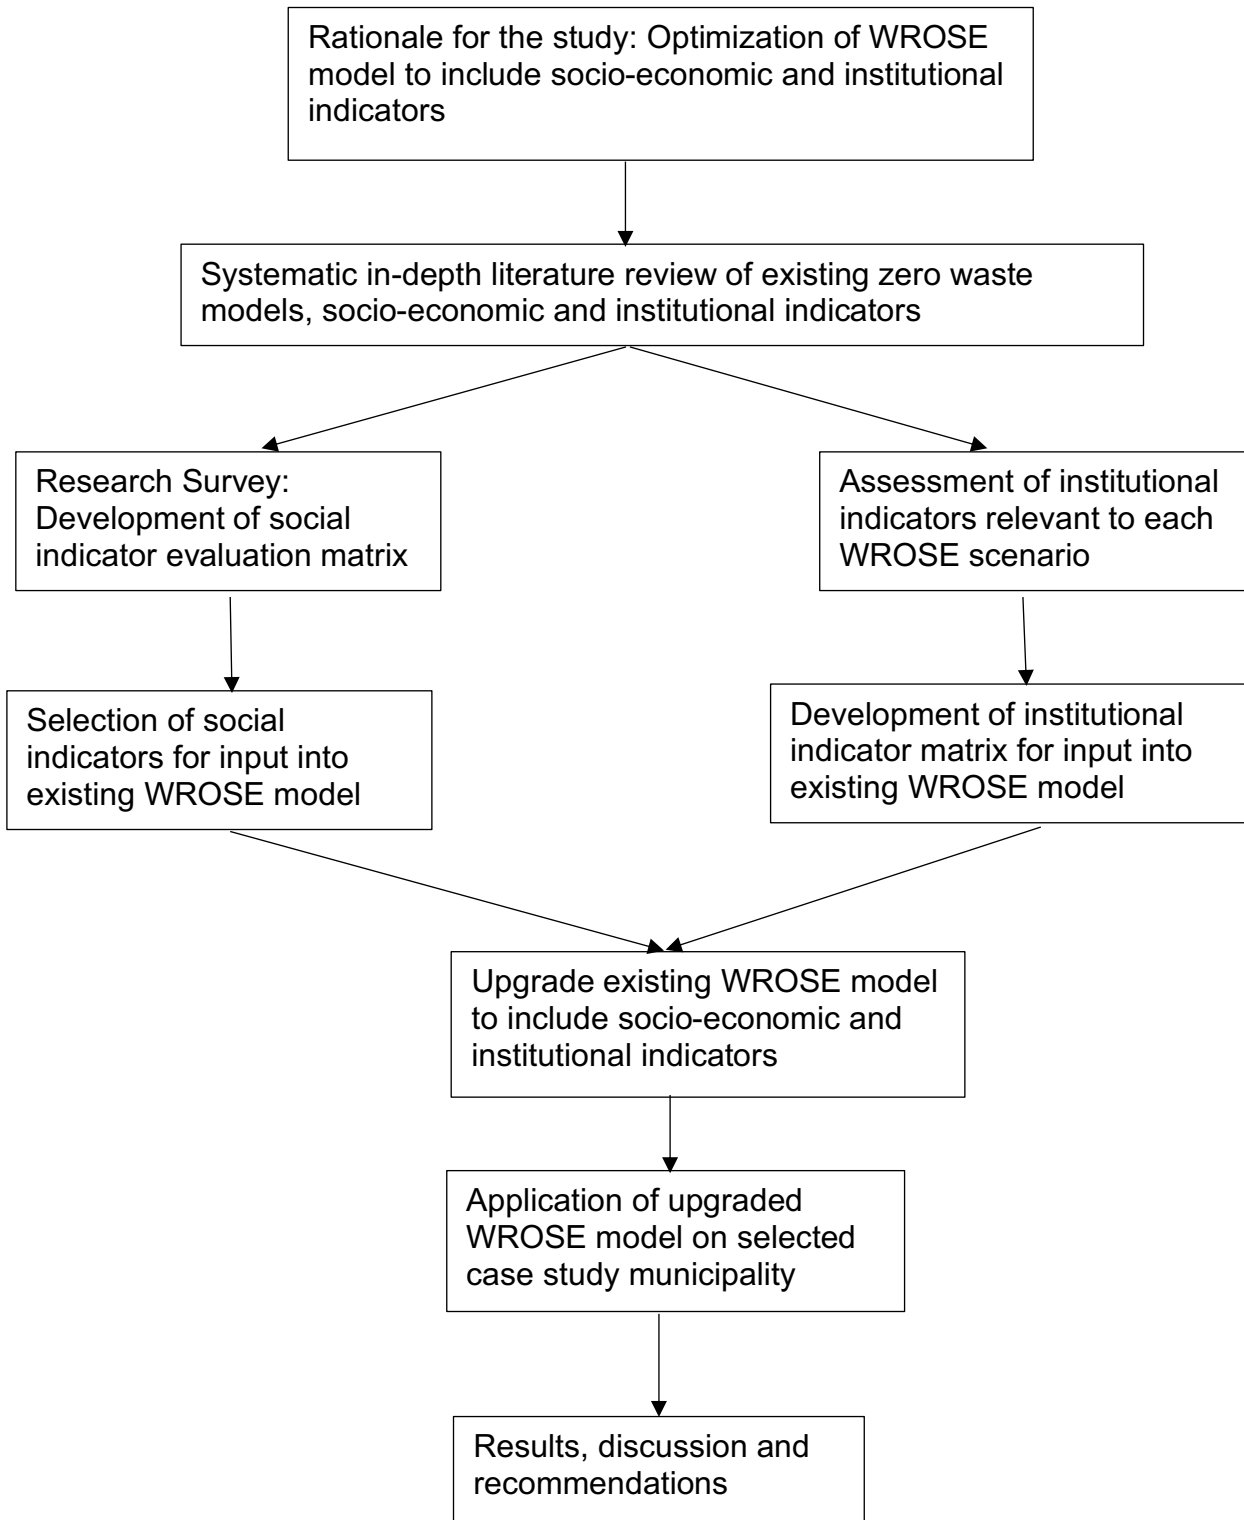 Rationale for the study: Optimization of WROSE
model to include socio-economic and institutional
indicators
Systematic in-depth literature review of existing zero waste
models, socio-economic and institutional indicators
Research Survey:
Development of social
indicator evaluation matrix
Assessment of institutional
indicators relevant to each
WROSE scenario
Selection of social
indicators for input into
existing WROSE model
Development of institutional
indicator matrix for input into
existing WROSE model
Upgrade existing WROSE model
to include socio-economic and
institutional indicators
Application of upgraded
WROSE model on selected
case study municipality
Results, discussion and
recommendations